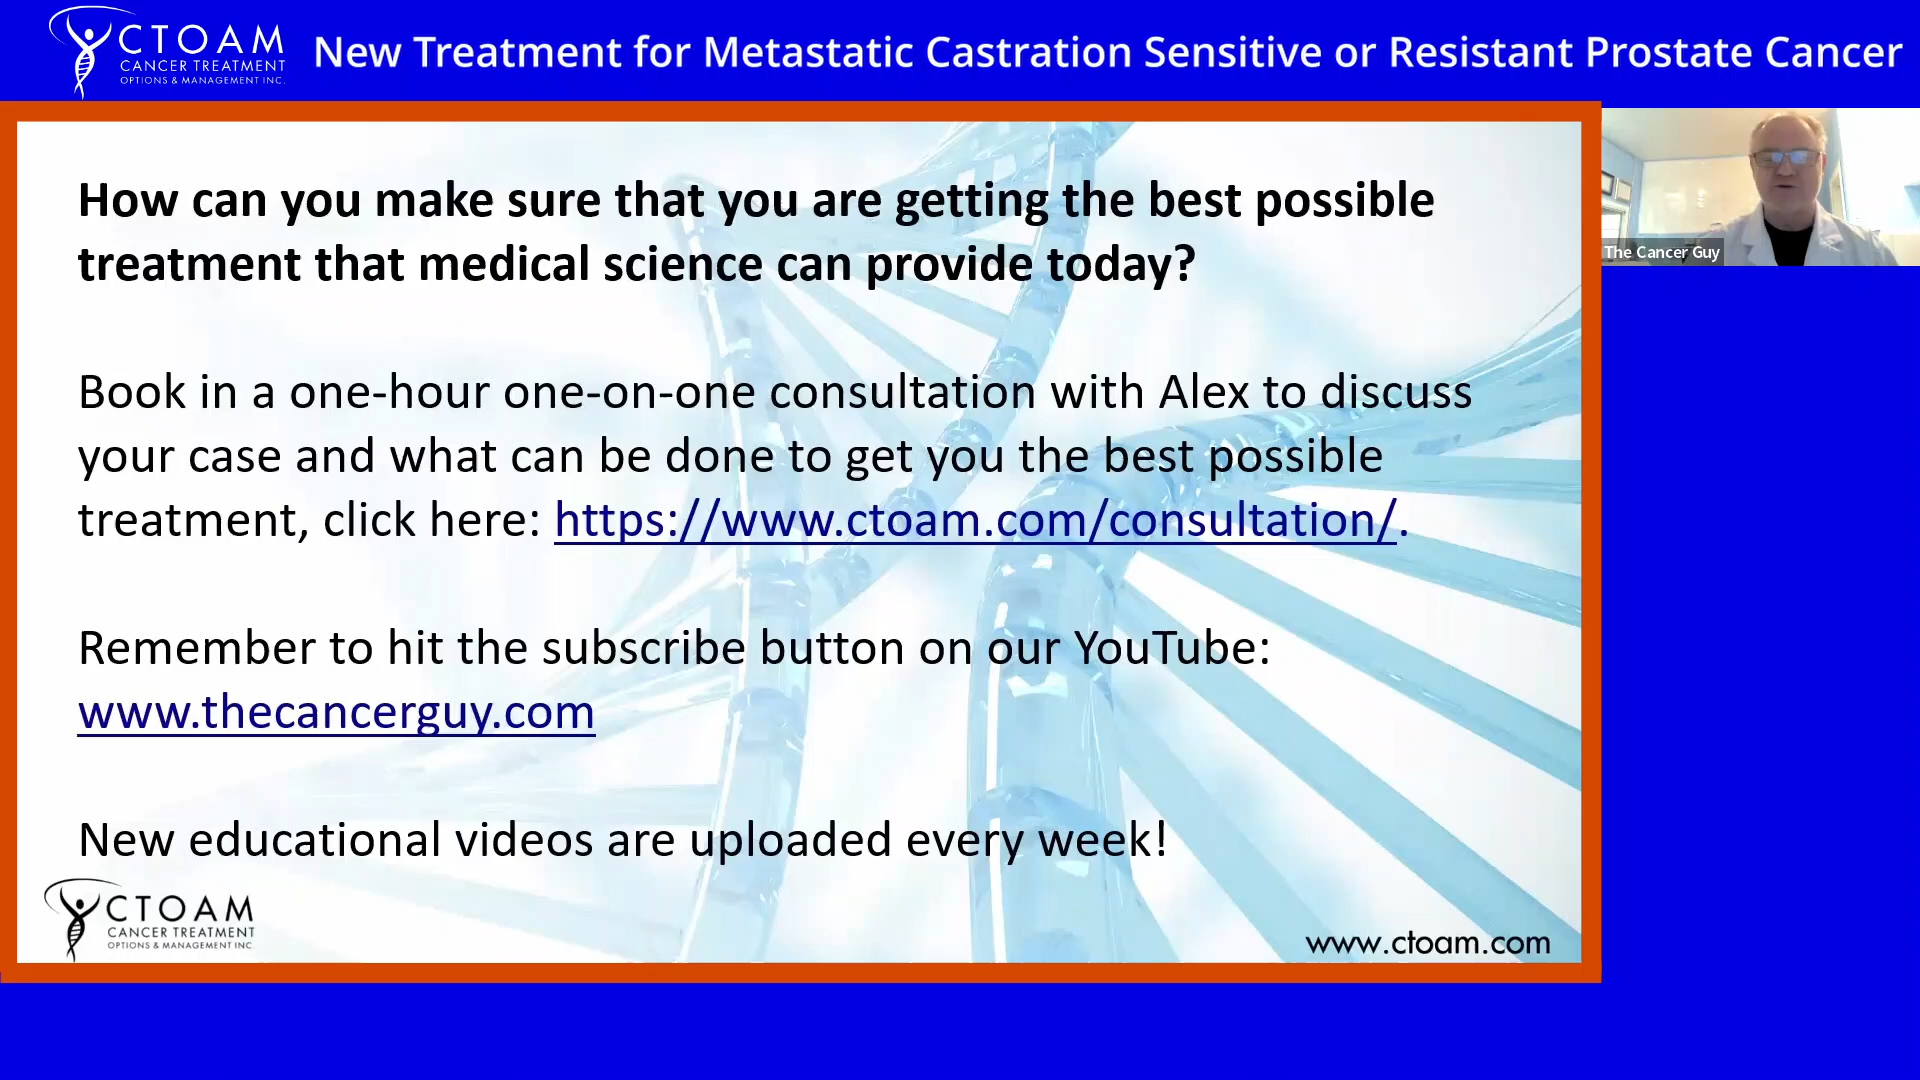 CTOAM
CANCER TREATMENT
OPTIONS & MANAGEMENT INC.
New Treatment for Metastatic Castration Sensitive or Resistant Prostate Cancer
How can you make sure that you are getting the best possible
treatment that medical science can provide today?
Book in a one-hour one-on-one consultation with Alex to discuss
your case and what can be done to get you the best possible
treatment, click here: https://www.ctoam.com/consultation/.
Remember to hit the subscribe button on our YouTube:
www.thecancerguy.com
New educational videos are uploaded every week!
CTOAM
CANCER TREATMENT
OPTIONS & MANAGEMENT INC.
www.ctoam.com
The Cancer Guy